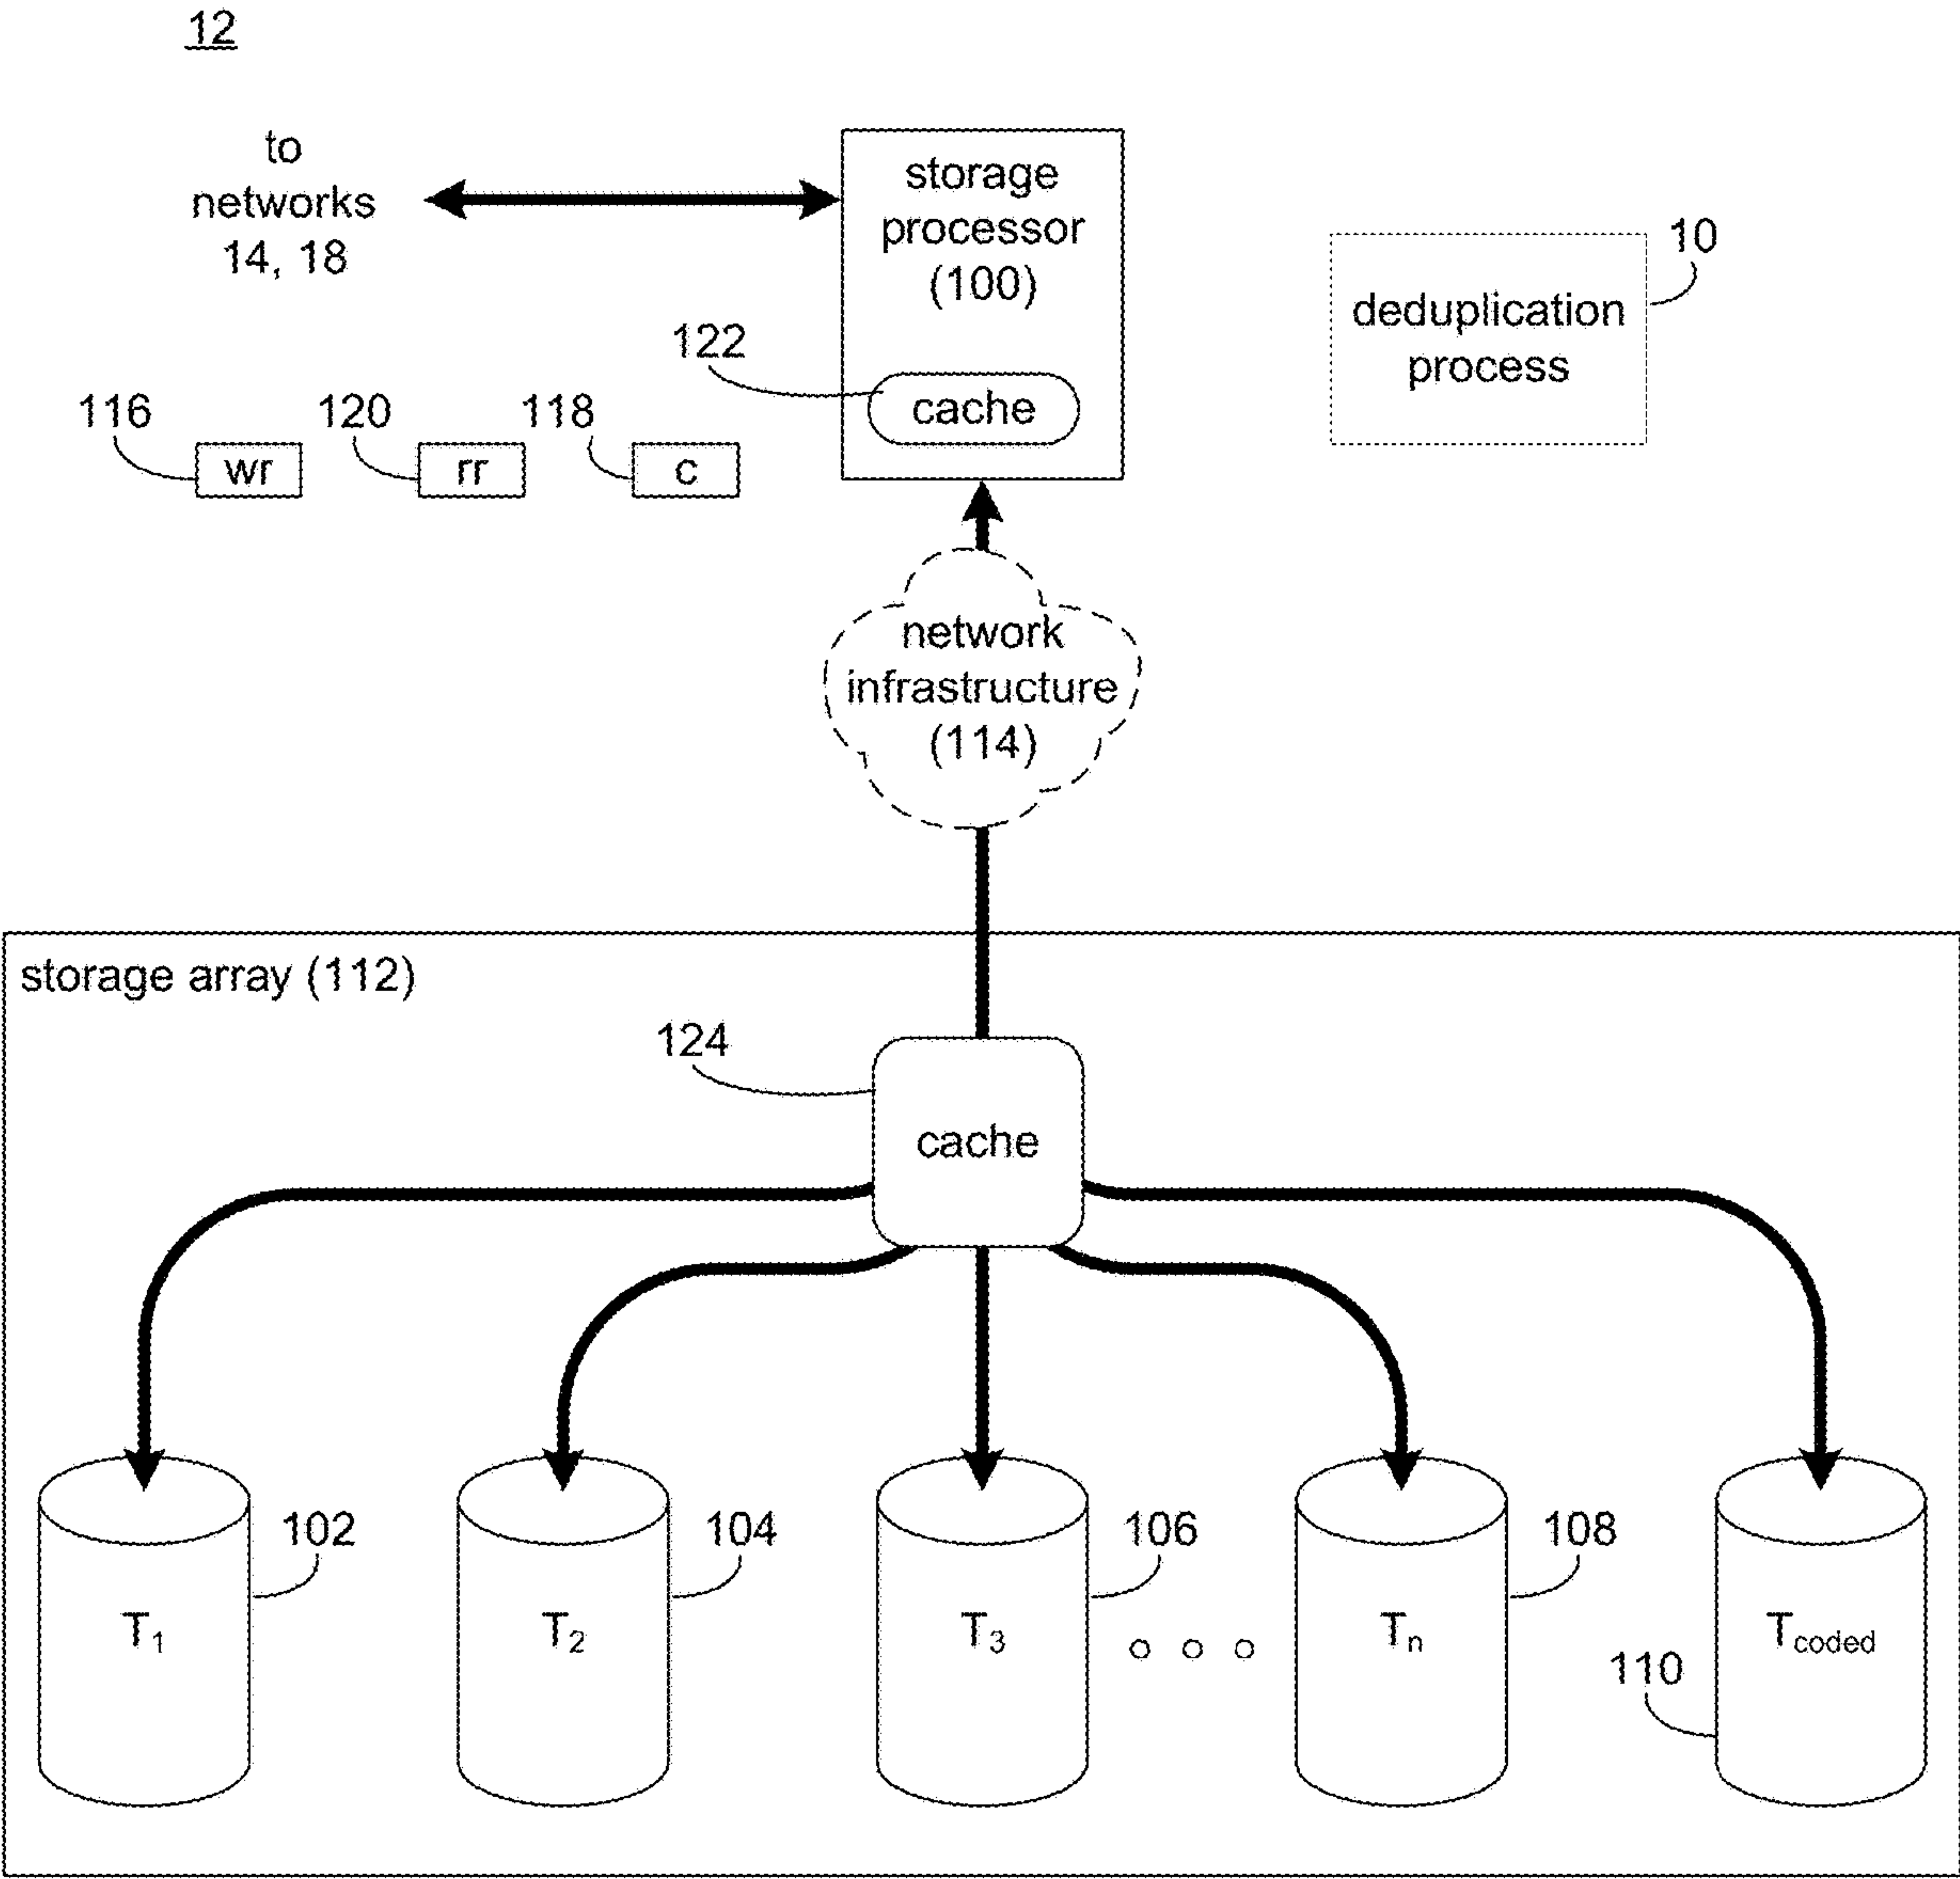 12
to
networks
14, 18
storage
processor
(100)
10
deduplication
process
122
cache
116
120
118
wr
rr
c
network
infrastructure
(114)
storage array (112)
124
cache
102
104
106
108
T1
T2
T3
Tn
Tcoded
110